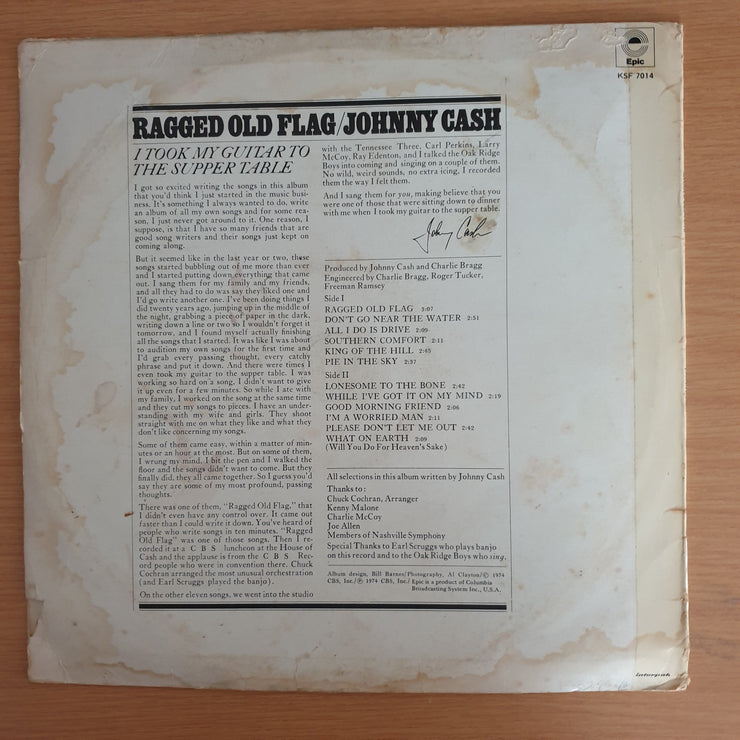 Epic
KSF 7014
RAGGED OLD FLAG/JOHNNY CASH
I TOOK MY GUITAR TO
THE SUPPER TABLE
I got so excited writing the songs in this album
that you'd think I just started in the music busi-
ness. It's something I always wanted to do, write
an album of all my own songs and for some rea-
son, I just never got around to it. One reason, I
suppose, is that I have so many friends that are
good song writers and their songs just kept on
coming along.
But it seemed like in the last year or two, these
songs started bubbling out of me more than ever
and I started putting down everything that came
out. I sang them for my family and my friends,
and all they had to do was say they liked one and
I'd go write another one. I've been doing things I
did twenty years ago, jumping up in the middle of
the night, grabbing a piece of paper in the dark,
writing down a line or two so I wouldn't forget it
tomorrow, and I found myself actually finishing
all the songs that I started. It was like I was about
to audition my own songs for the first time and
I'd grab every passing thought, every catchy
phrase and put it down. And there were times I
even took my guitar to the supper table. I was
working so hard on a song, I didn't want to give
it up even for a few minutes. So while I ate with
my family, I worked on the song at the same time
and they cut my songs to pieces. I have an under-
standing with my wife and girls. They shoot
straight with me on what they like and what they
don't like concerning my songs.
Some of them came easy, within a matter of min-
utes or an hour at the most. But on some of them,
I wrung my mind, I bit the pen and I walked the
floor and the songs didn't want to come. But they
finally did, they all came together. So I guess you'd
say they are some of my most profound, passing
thoughts.
There was one of them, "Ragged Old Flag," that
I didn't even have any control over. It came out
faster than I could write it down. You've heard of
people who write songs in ten minutes. "Ragged
Old Flag" was one of those songs. Then I re-
corded it at a C B S luncheon at the House of
Cash and the applause is from the C B S Rec-
ord people who were in convention there. Chuck
Cochran arranged the most unusual orchestration
(and Earl Scruggs played the banjo).
On the other eleven songs, we went into the studio
with the Tennessee Three, Carl Perkins, Larry
McCoy, Ray Edenton, and I talked the Oak Ridge
Boys into coming and singing on a couple of them.
No wild, weird sounds, no extra icing. I recorded
them the way I felt them.
And I sang them for you, making believe that you
were one of those that were sitting down to dinner
with me when I took my guitar to the supper table.
Johnny Cash
Produced by Johnny Cash and Charlie Bragg
Engineered by Charlie Bragg, Roger Tucker,
Freeman Ramsey
Side I
RAGGED OLD FLAG 3:07
DON'T GO NEAR THE WATER 2:51
ALL I DO IS DRIVE 2:09
SOUTHERN COMFORT 2:11
KING OF THE HILL 2:45
PIE IN THE SKY 2:37
Side II
LONESOME TO THE BONE 2:42
WHILE I'VE GOT IT ON MY MIND 2:19
GOOD MORNING FRIEND 2:06
I'M A WORRIED MAN 2:11
PLEASE DON'T LET ME OUT 2:42
WHAT ON EARTH 2:09
(Will You Do For Heaven's Sake)
All selections in this album written by Johnny Cash
Thanks to:
Chuck Cochran, Arranger
Kenny Malone
Charlie McCoy
Joe Allen
Members of Nashville Symphony
Special Thanks to Earl Scruggs who plays banjo
on this record and to the Oak Ridge Boys who sing.
Album design, Bill Barnes/Photography, Al Clayton/Ⓒ 1974
CBS, Inc./Ⓟ 1974 CBS, Inc./ Epic is a product of Columbia
Broadcasting System Inc., U.S.A.
Interpak